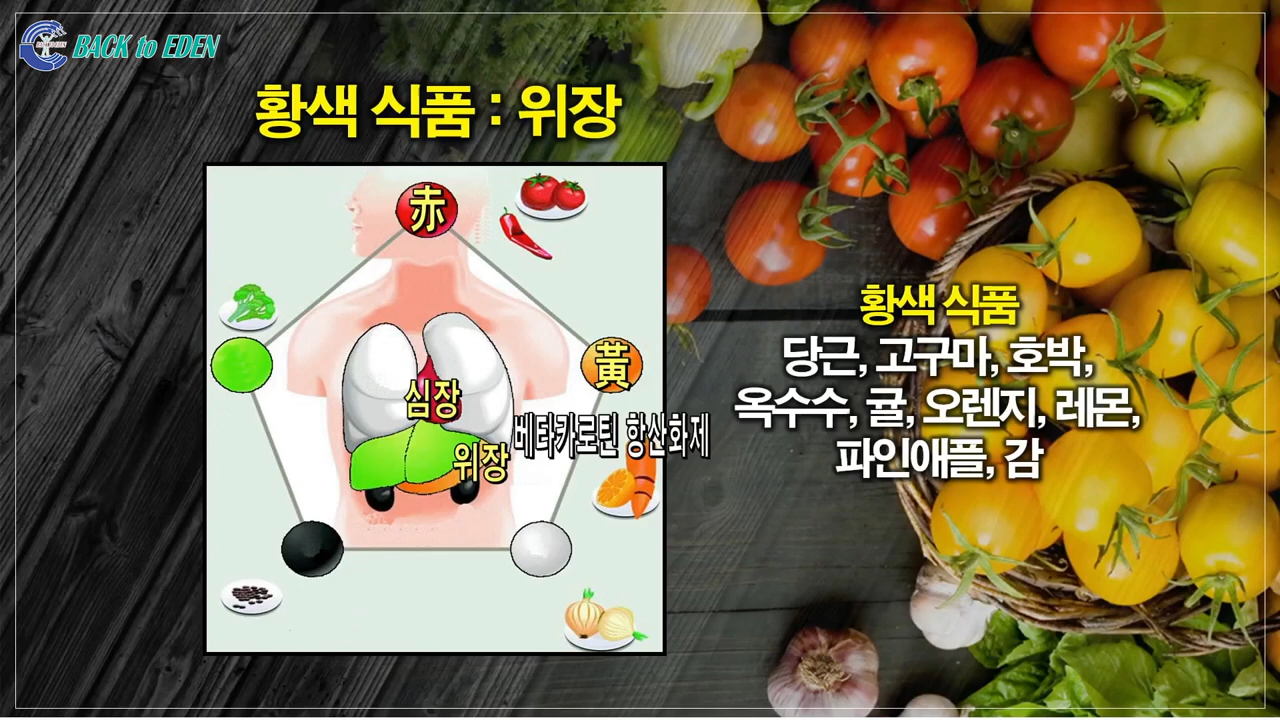 BACK to EDEN
황색 식품 : 위장
赤
黃
심장
베타카로틴 항산화제
위장
황색 식품
당근, 고구마, 호박,
옥수수, 귤, 오렌지, 레몬,
파인애플, 감